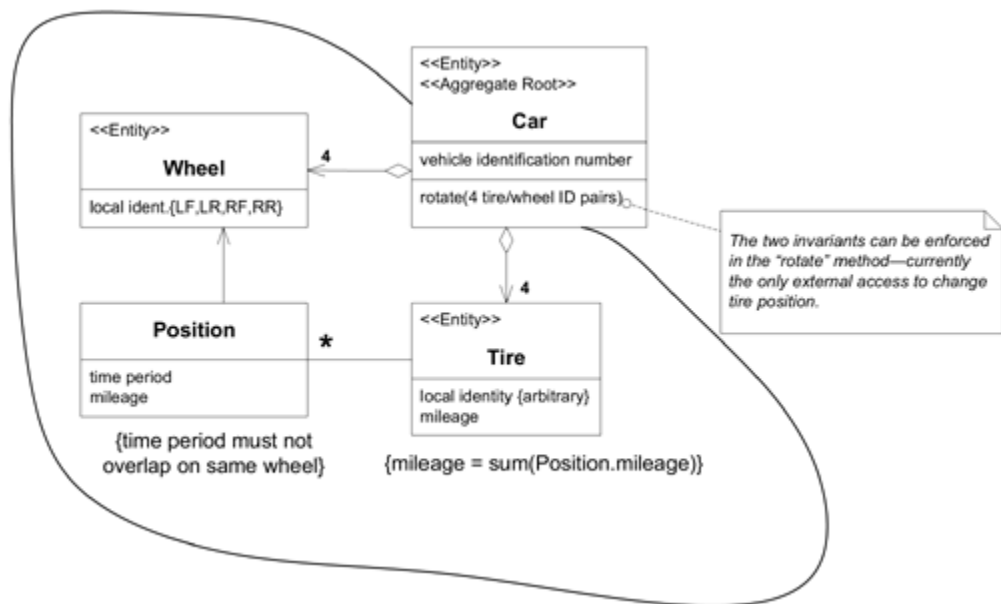 <<Entity>>
<<Aggregate Root>>
Car
vehicle identification number
rotate(4 tire/wheel ID pairs)
<<Entity>>
Wheel
local ident.{LF,LR,RF,RR}
4
The two invariants can be enforced
in the “rotate” method—currently
the only external access to change
tire position.
4
Position
time period
mileage
*
<<Entity>>
Tire
local identity {arbitrary}
mileage
{time period must not
overlap on same wheel}
{mileage = sum(Position.mileage)}